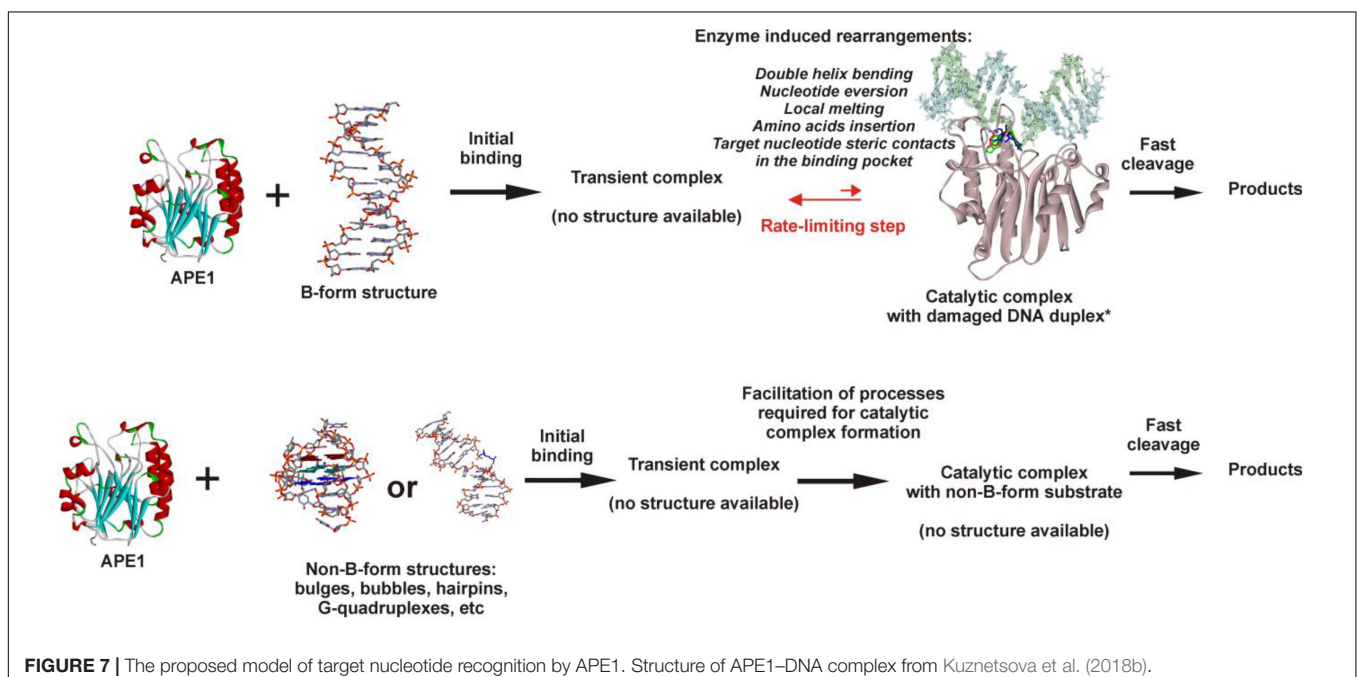 Enzyme induced rearrangements:
Double helix bending
Nucleotide eversion
Local melting
Amino acids insertion
Target nucleotide steric contacts
in the binding pocket
Initial
binding
Transient complex
(no structure available)
Rate-limiting step
Fast
cleavage
Products
+
APE1
B-form structure
Catalytic complex
with damaged DNA duplex*
Facilitation of processes
required for catalytic
complex formation
Initial
binding
Transient complex
(no structure available)
Fast
cleavage
Products
Catalytic complex
with non-B-form substrate
(no structure available)
+
or
APE1
Non-B-form structures:
bulges, bubbles, hairpins,
G-quadruplexes, etc
FIGURE 7 | The proposed model of target nucleotide recognition by APE1. Structure of APE1–DNA complex from Kuznetsova et al. (2018b).